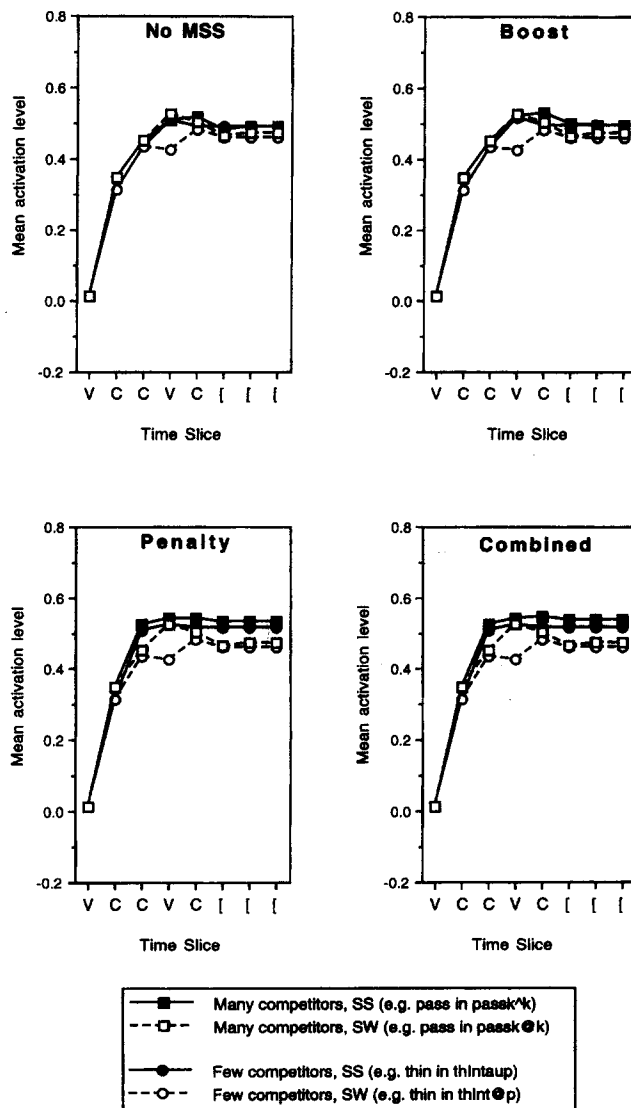 No MSS
0.8
0.6
0.4
0.2
0.0
-0.2
Mean activation level
V C C V C [ [ [
Time Slice
Boost
0.8
0.6
0.4
0.2
0.0
-0.2
Mean activation level
V C C V C [ [ [
Time Slice
Penalty
0.8
0.6
0.4
0.2
0.0
-0.2
Mean activation level
V C C V C [ [ [
Time Slice
Combined
0.8
0.6
0.4
0.2
0.0
-0.2
Mean activation level
V C C V C [ [ [
Time Slice
Many competitors, SS (e.g. pass in passk^k)
Many competitors, SW (e.g. pass in passk@k)
Few competitors, SS (e.g. thin in thIntaup)
Few competitors, SW (e.g. thin in thInt@p)